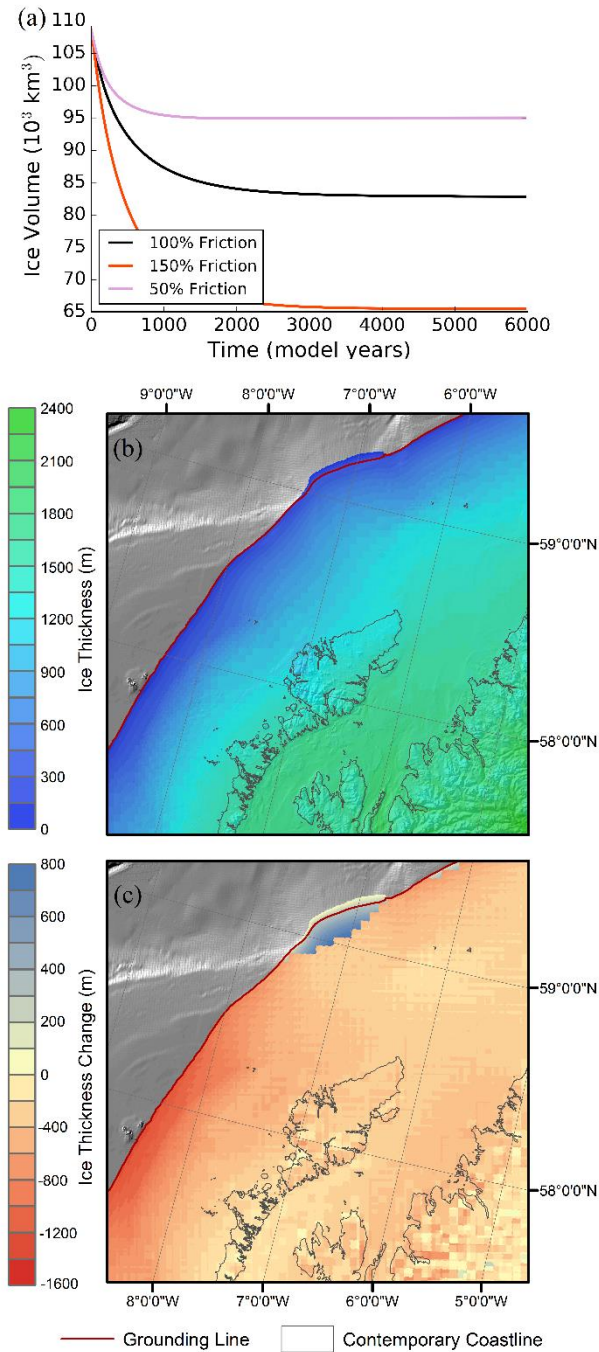 (a)
110
105
100
95
90
85
80
75
70
65
Ice Volume (10³ km³)
100% Friction
150% Friction
50% Friction
0
1000
2000
3000
4000
5000
6000
Time (model years)
9°0'0"W
8°0'0"W
7°0'0"W
6°0'0"W
(b)
2400
2100
1800
1500
1200
900
600
300
0
Ice Thickness (m)
59°0'0"N
58°0'0"N
(c)
800
600
400
200
0
-400
-800
-1200
-1600
Ice Thickness Change (m)
59°0'0"N
58°0'0"N
8°0'0"W
7°0'0"W
6°0'0"W
5°0'0"W
Grounding Line
Contemporary Coastline